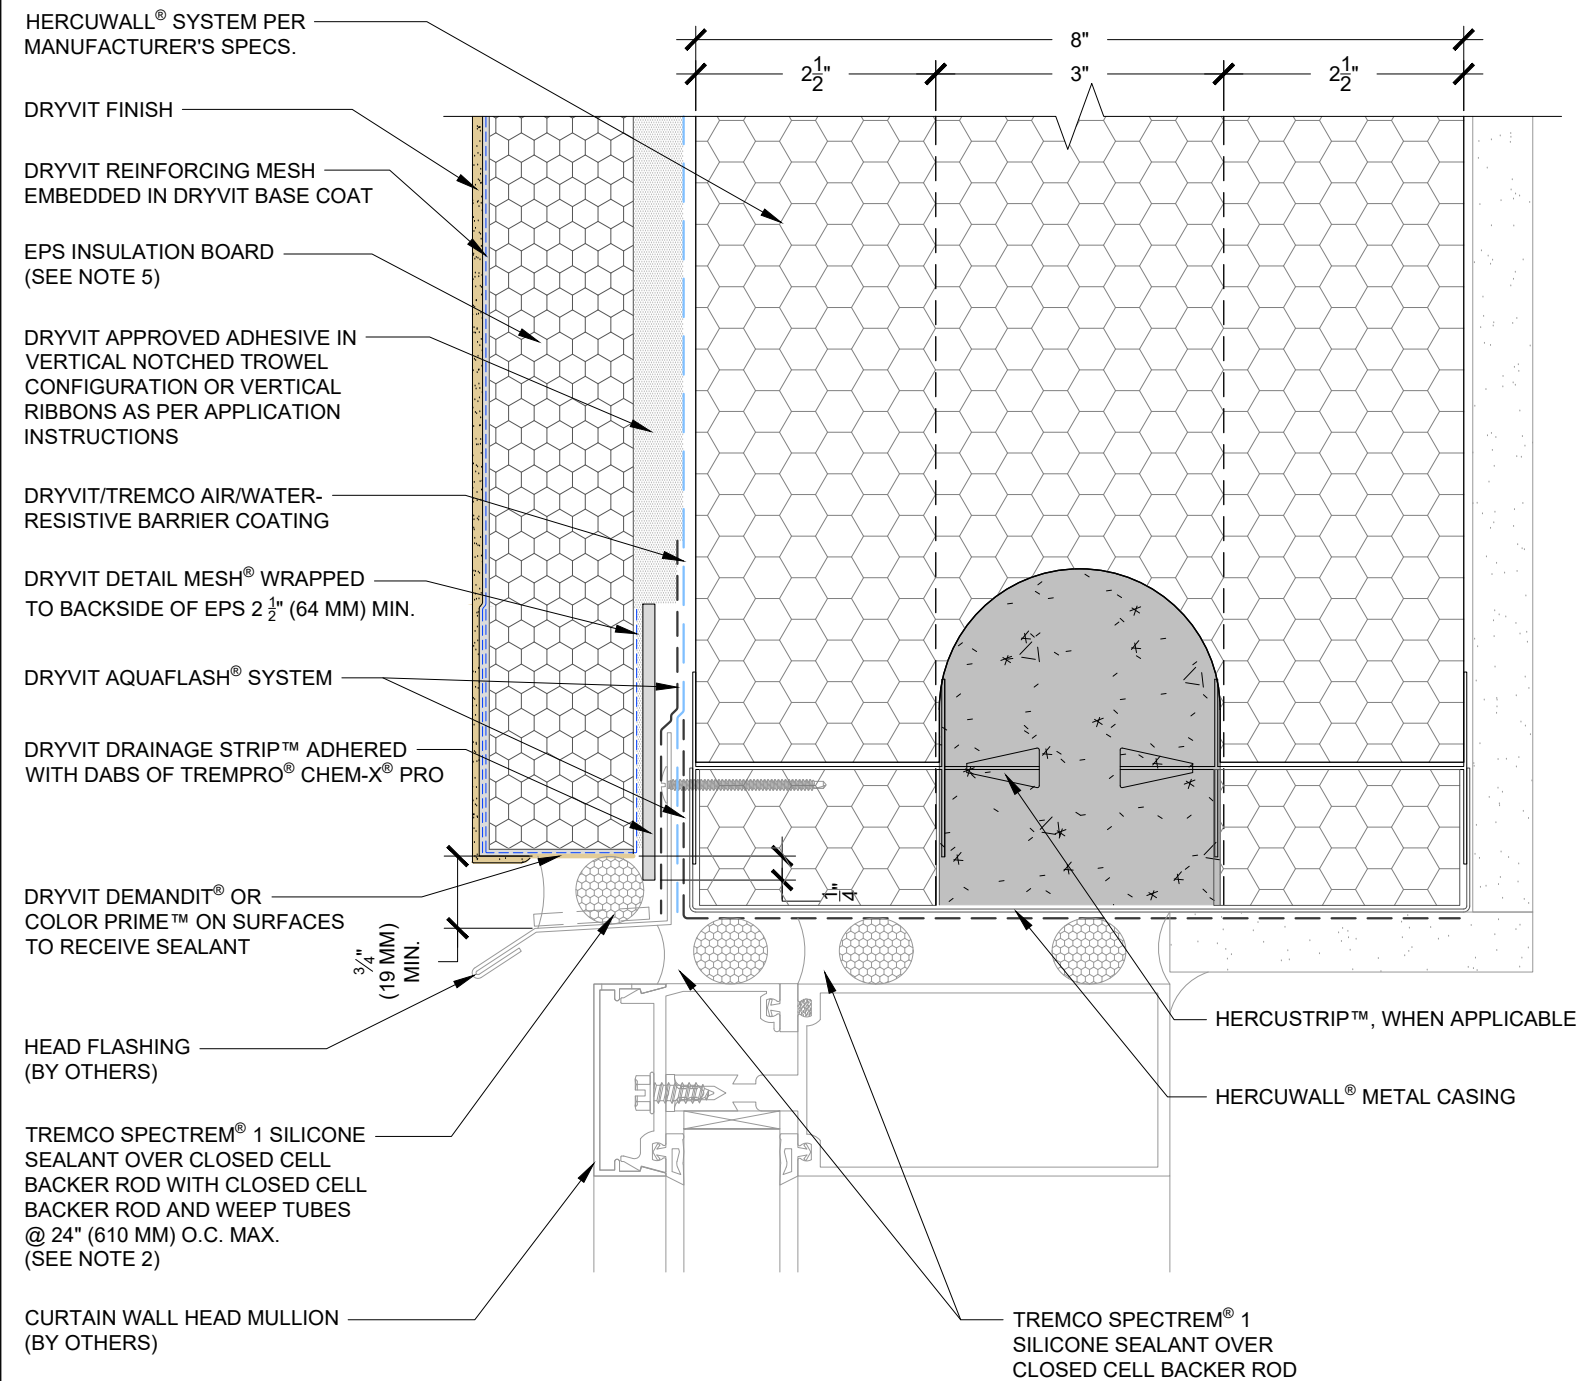 HERCUWALL® SYSTEM PER
MANUFACTURER'S SPECS.
8"
2 1/2"
3"
2 1/2"
DRYVIT FINISH
DRYVIT REINFORCING MESH
EMBEDDED IN DRYVIT BASE COAT
EPS INSULATION BOARD
(SEE NOTE 5)
DRYVIT APPROVED ADHESIVE IN
VERTICAL NOTCHED TROWEL
CONFIGURATION OR VERTICAL
RIBBONS AS PER APPLICATION
INSTRUCTIONS
DRYVIT/TREMCO AIR/WATER-
RESISTIVE BARRIER COATING
DRYVIT DETAIL MESH® WRAPPED
TO BACKSIDE OF EPS 2 1/2" (64 MM) MIN.
DRYVIT AQUAFLASH® SYSTEM
DRYVIT DRAINAGE STRIP™ ADHERED
WITH DABS OF TREMPRO® CHEM-X® PRO
DRYVIT DEMANDIT® OR
COLOR PRIME™ ON SURFACES
TO RECEIVE SEALANT
3/4"
(19 MM)
MIN.
1/4"
HEAD FLASHING
(BY OTHERS)
TREMCO SPECTREM® 1 SILICONE
SEALANT OVER CLOSED CELL
BACKER ROD WITH CLOSED CELL
BACKER ROD AND WEEP TUBES
@ 24" (610 MM) O.C. MAX.
(SEE NOTE 2)
CURTAIN WALL HEAD MULLION
(BY OTHERS)
HERCUSTRIP™, WHEN APPLICABLE
HERCUWALL® METAL CASING
TREMCO SPECTREM® 1
SILICONE SEALANT OVER
CLOSED CELL BACKER ROD